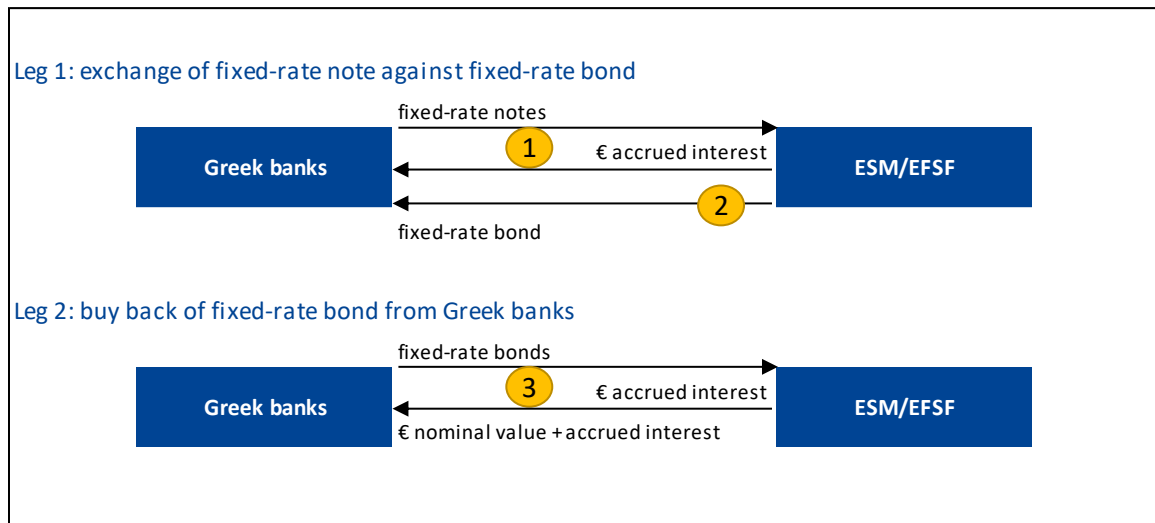 Leg 1: exchange of fixed-rate note against fixed-rate bond
fixed-rate notes
1
€ accrued interest
Greek banks
ESM/EFSF
2
fixed-rate bond
Leg 2: buy back of fixed-rate bond from Greek banks
fixed-rate bonds
3
€ accrued interest
Greek banks
ESM/EFSF
€ nominal value + accrued interest